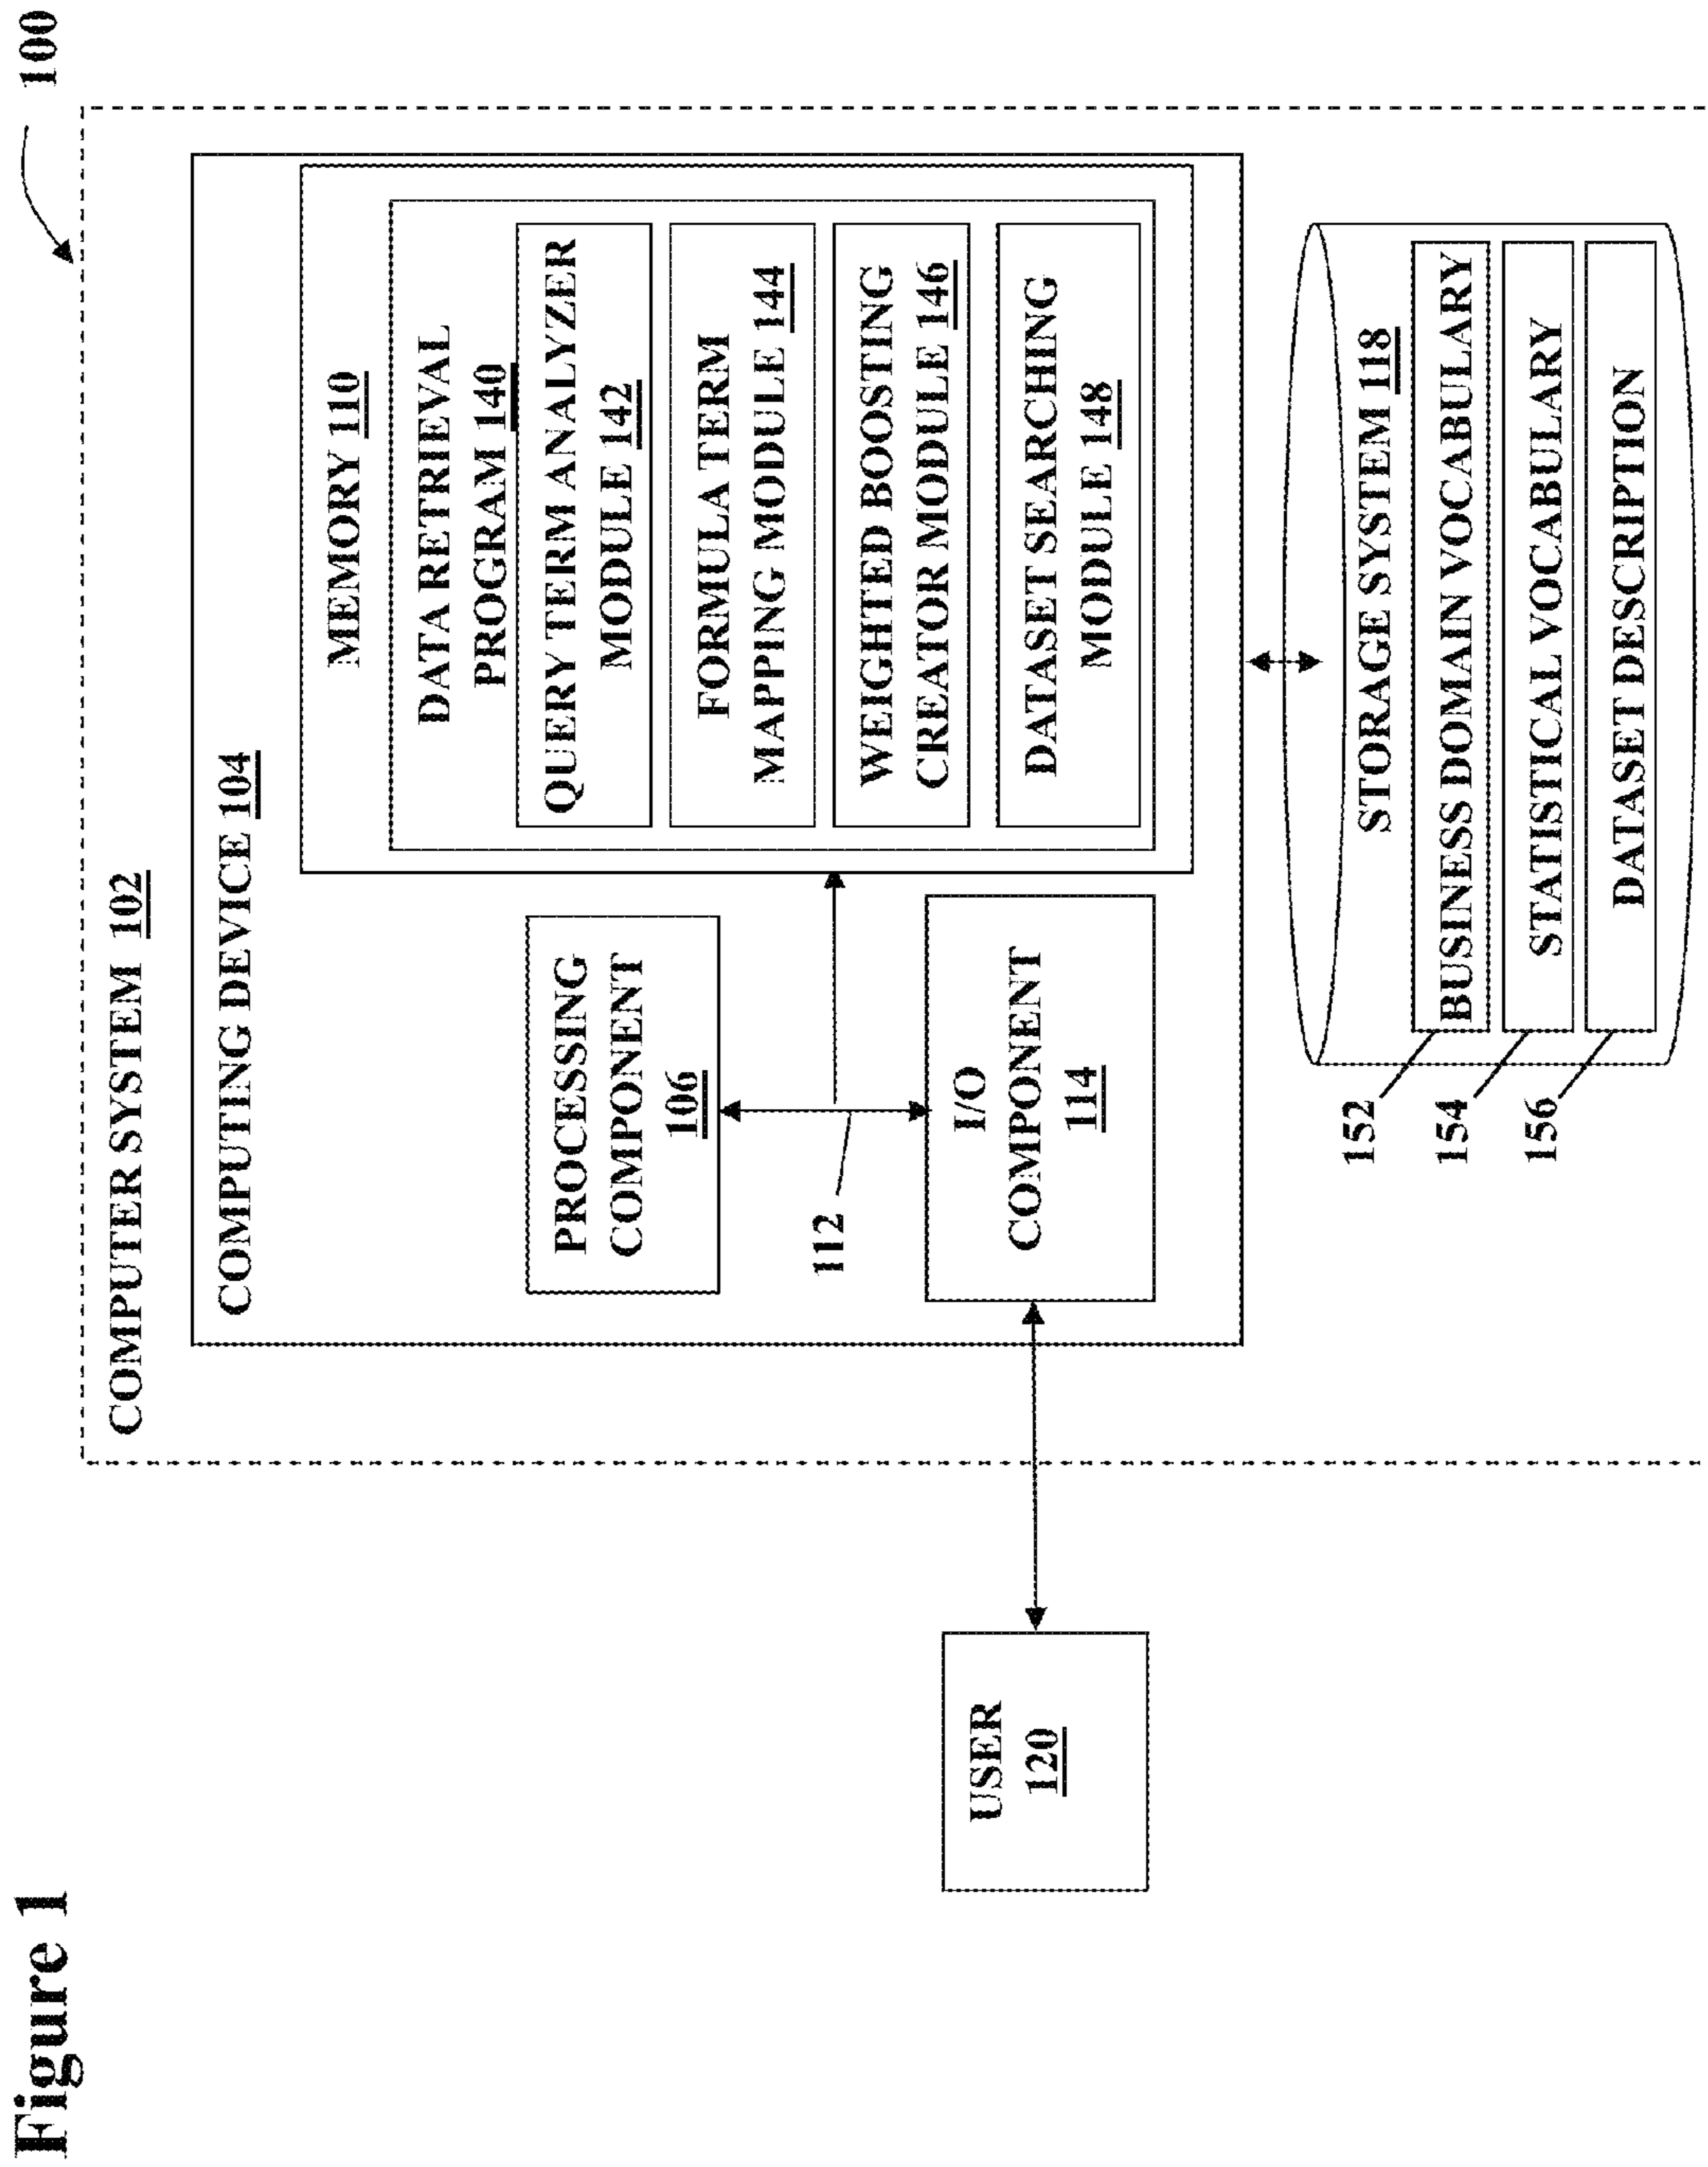 Figure 1
100
COMPUTER SYSTEM 102
COMPUTING DEVICE 104
PROCESSING
COMPONENT
106
112
I/O
COMPONENT
114
USER
120
MEMORY 110
DATA RETRIEVAL
PROGRAM 140
QUERY TERM ANALYZER
MODULE 142
FORMULA TERM
MAPPING MODULE 144
WEIGHTED BOOSTING
CREATOR MODULE 146
DATASET SEARCHING
MODULE 148
STORAGE SYSTEM 118
152
BUSINESS DOMAIN VOCABULARY
154
STATISTICAL VOCABULARY
156
DATASET DESCRIPTION